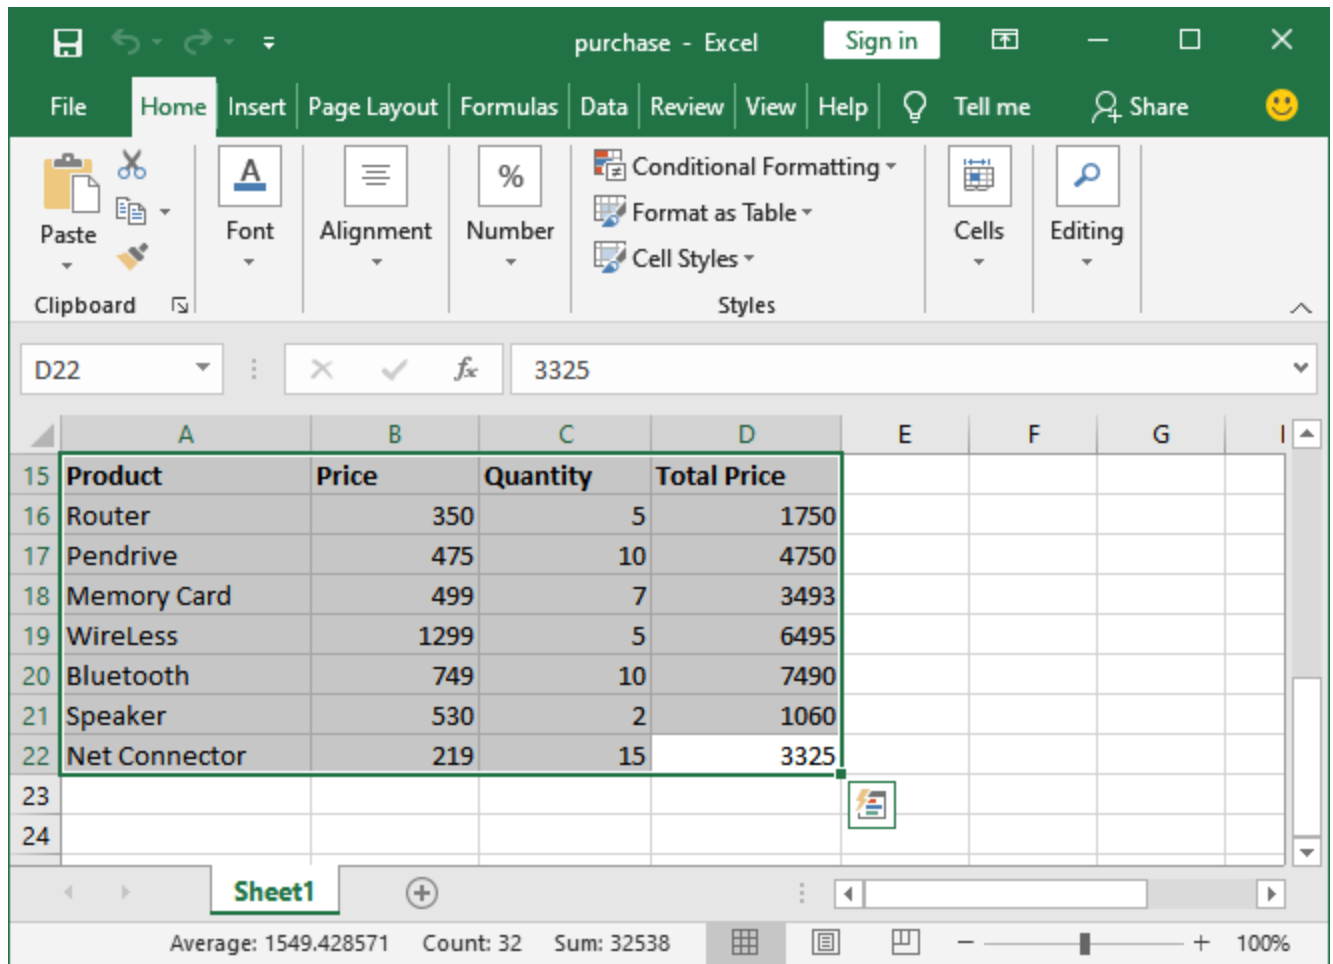 purchase - Excel Sign in
File Home Insert Page Layout Formulas Data Review View Help Tell me Share
Paste
Clipboard
Font
Alignment
%
Number
Conditional Formatting
Format as Table
Cell Styles
Styles
Cells
Editing
D22 fx 3325
A B C D E F G
15 Product Price Quantity Total Price
16 Router 350 5 1750
17 Pendrive 475 10 4750
18 Memory Card 499 7 3493
19 WireLess 1299 5 6495
20 Bluetooth 749 10 7490
21 Speaker 530 2 1060
22 Net Connector 219 15 3325
23
24
Sheet1
Average: 1549.428571 Count: 32 Sum: 32538 100%